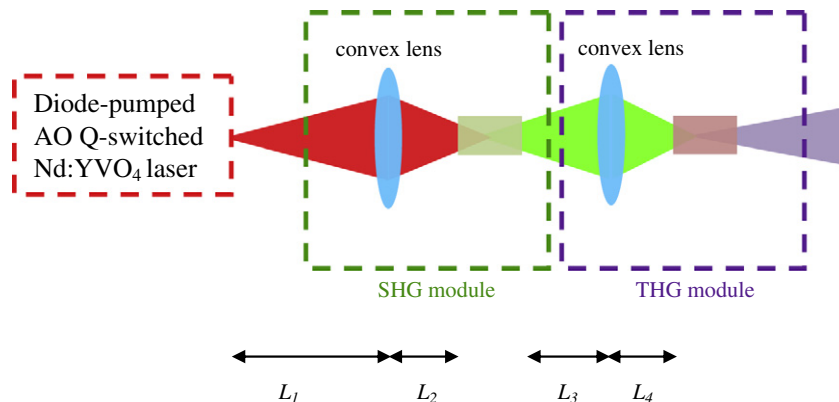 convex lens
convex lens
Diode-pumped
AO Q-switched
Nd:YVO₄ laser
SHG module
THG module
L₁
L₂
L₃
L₄